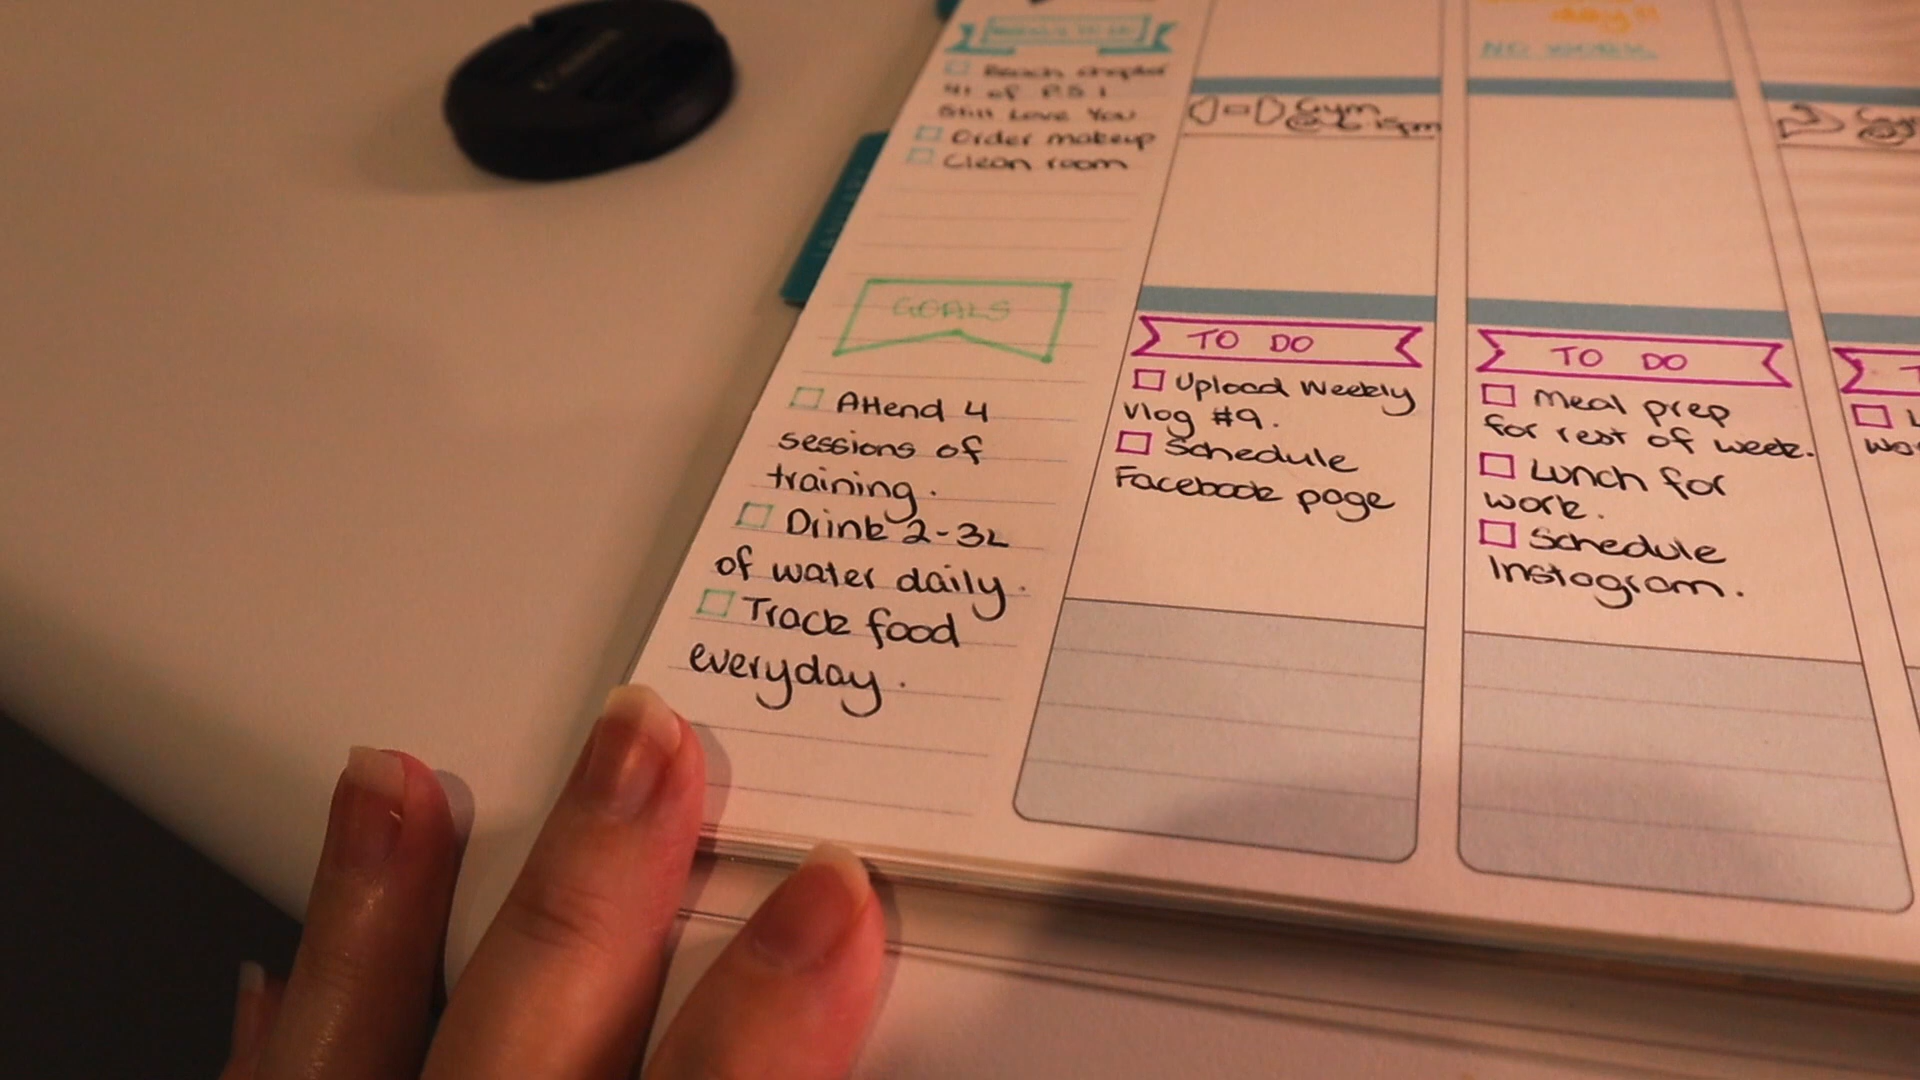 Reach chapter
41 of P.S I
Still Love You
Order makeup
Clean room
GOALS
Attend 4
sessions of
training.
Drink 2-3L
of water daily.
Track food
everyday.
Gym
TO DO
Upload Weekly
Vlog #9.
Schedule
Facebook page
day!!
NO WORK
TO DO
Meal prep
for rest of week.
Lunch for
work.
Schedule
Instagram.